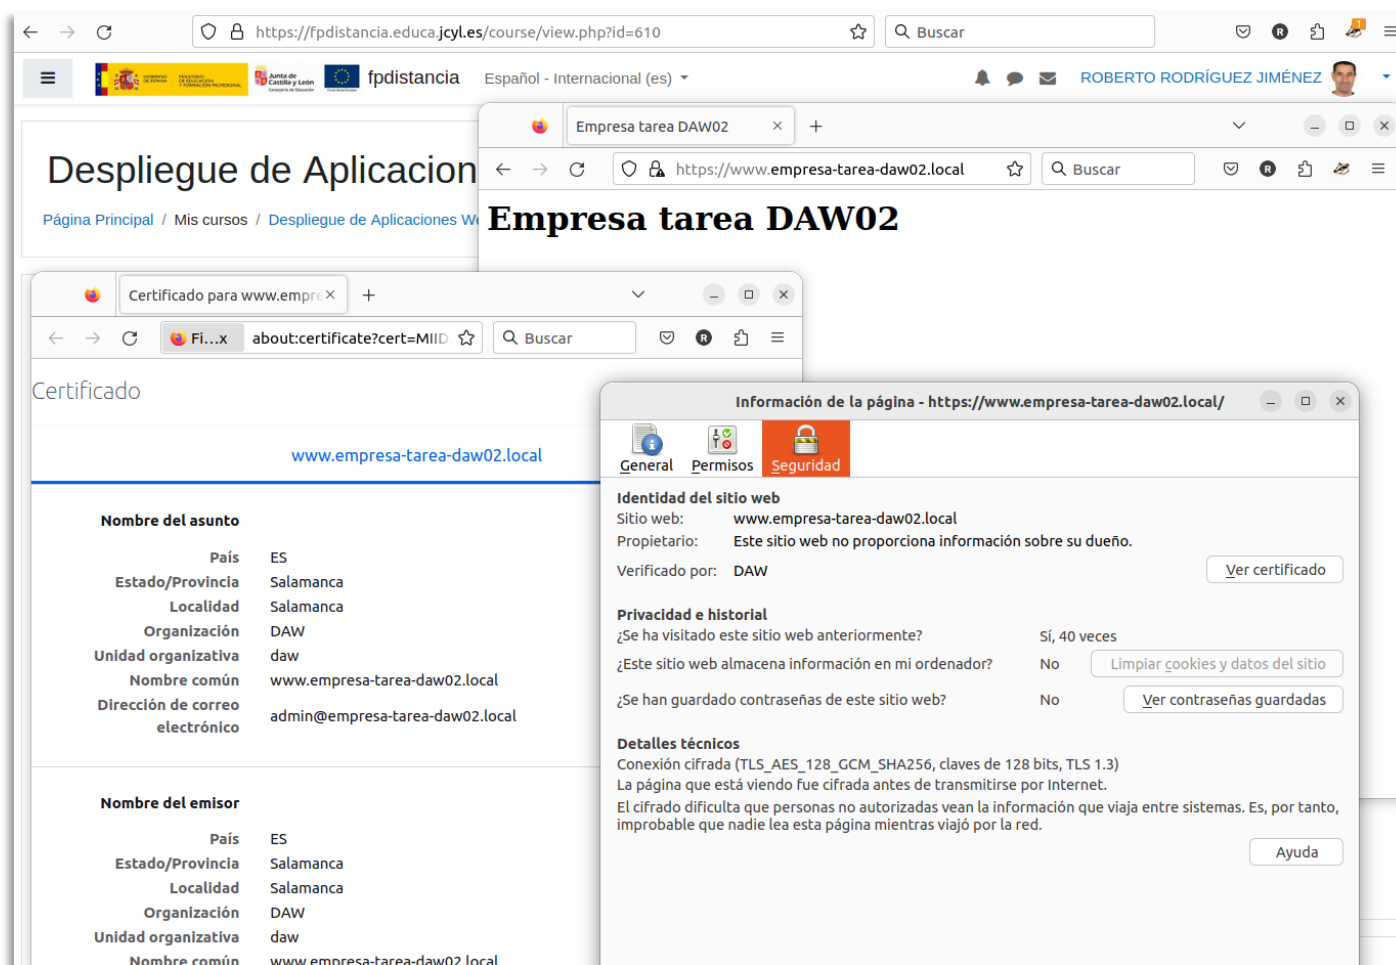 https://fpdistancia.educa.jcyl.es/course/view.php?id=610
Buscar
Junta de
Castilla y León
fpdistancia
Español - Internacional (es)
ROBERTO RODRÍGUEZ JIMÉNEZ
Despliegue de Aplicacion
Página Principal / Mis cursos / Despliegue de Aplicaciones We
Empresa tarea DAW02
https://www.empresa-tarea-daw02.local
Buscar
Empresa tarea DAW02
Certificado para www.empre
Fi...x about:certificate?cert=MIID
Buscar
Certificado
www.empresa-tarea-daw02.local
Nombre del asunto
País ES
Estado/Provincia Salamanca
Localidad Salamanca
Organización DAW
Unidad organizativa daw
Nombre común www.empresa-tarea-daw02.local
Dirección de correo
electrónico admin@empresa-tarea-daw02.local
Nombre del emisor
País ES
Estado/Provincia Salamanca
Localidad Salamanca
Organización DAW
Unidad organizativa daw
Nombre común www.empresa-tarea-daw02.local
Información de la página - https://www.empresa-tarea-daw02.local/
General Permisos Seguridad
Identidad del sitio web
Sitio web: www.empresa-tarea-daw02.local
Propietario: Este sitio web no proporciona información sobre su dueño.
Verificado por: DAW Ver certificado
Privacidad e historial
¿Se ha visitado este sitio web anteriormente? Sí, 40 veces
¿Este sitio web almacena información en mi ordenador? No Limpiar cookies y datos del sitio
¿Se han guardado contraseñas de este sitio web? No Ver contraseñas guardadas
Detalles técnicos
Conexión cifrada (TLS_AES_128_GCM_SHA256, claves de 128 bits, TLS 1.3)
La página que está viendo fue cifrada antes de transmitirse por Internet.
El cifrado dificulta que personas no autorizadas vean la información que viaja entre sistemas. Es, por tanto,
improbable que nadie lea esta página mientras viajó por la red.
Ayuda